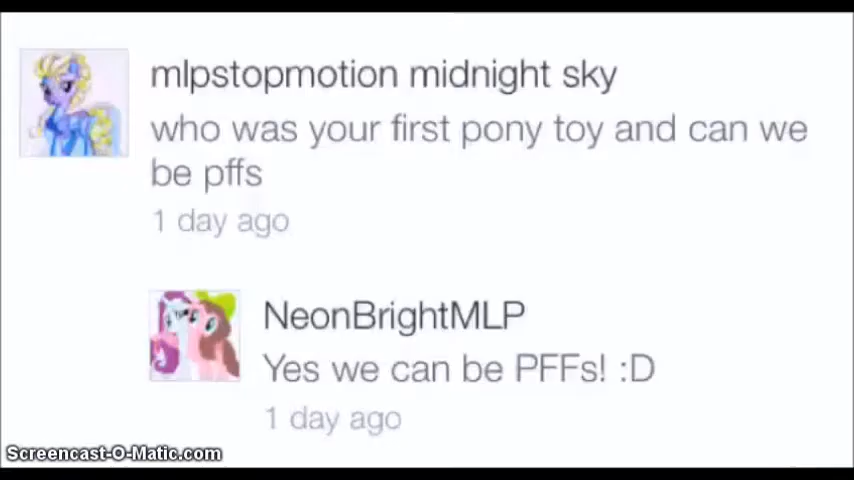 mlpstopmotion midnight sky
who was your first pony toy and can we
be pffs
1 day ago
NeonBrightMLP
Yes we can be PFFs! :D
1 day ago
Screencast-O-Matic.com